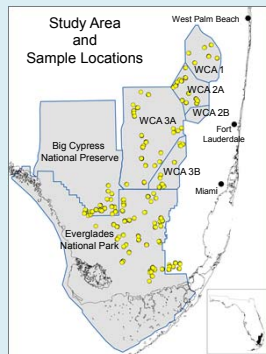 Study Area
and
Sample Locations
West Palm Beach
WCA 1
WCA 2A
WCA 2B
WCA 3A
Fort
Lauderdale
Big Cypress
National Preserve
WCA 3B
Miami
Everglades
National Park